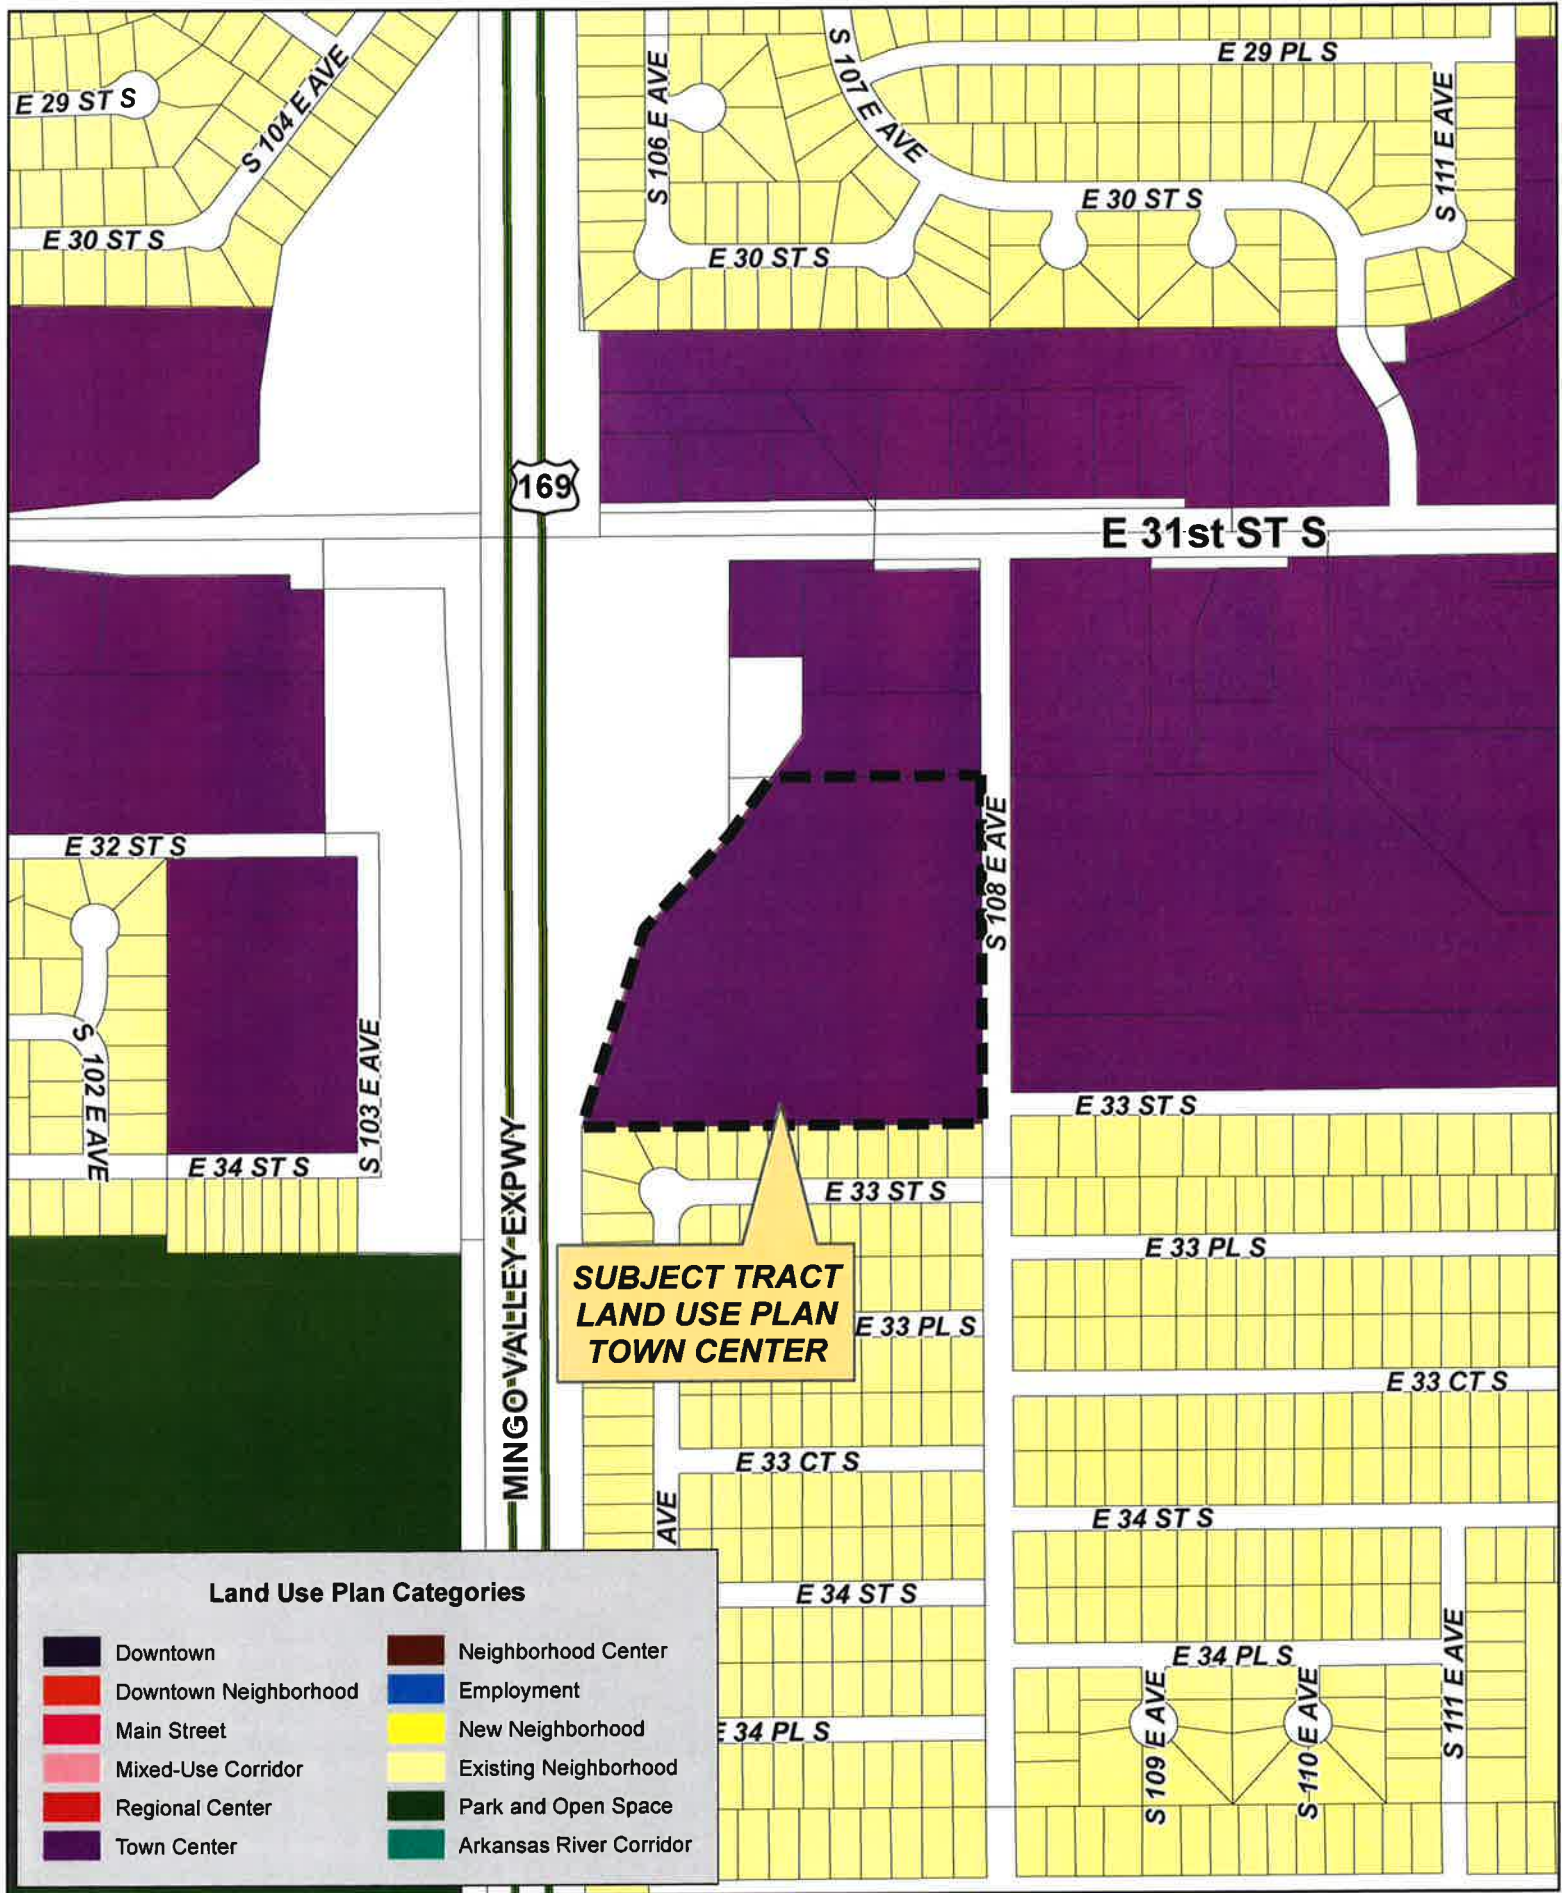 E 29 PL S
E 29 ST S
S 104 E AVE
S 106 E AVE
S 107 E AVE
S 111 E AVE
E 30 ST S
E 30 ST S
E 30 ST S
169
E 31st ST S
E 32 ST S
S 108 E AVE
S 102 E AVE
S 103 E AVE
E 33 ST S
E 34 ST S
E 33 ST S
MINGO VALLEY EXPWY
E 33 PL S
SUBJECT TRACT
LAND USE PLAN
TOWN CENTER
E 33 PL S
E 33 CT S
E 33 CT S
AVE
E 34 ST S
E 34 ST S
E 34 PL S
S 109 E AVE
S 110 E AVE
S 111 E AVE
E 34 PL S
Land Use Plan Categories
Downtown
Downtown Neighborhood
Main Street
Mixed-Use Corridor
Regional Center
Town Center
Neighborhood Center
Employment
New Neighborhood
Existing Neighborhood
Park and Open Space
Arkansas River Corridor